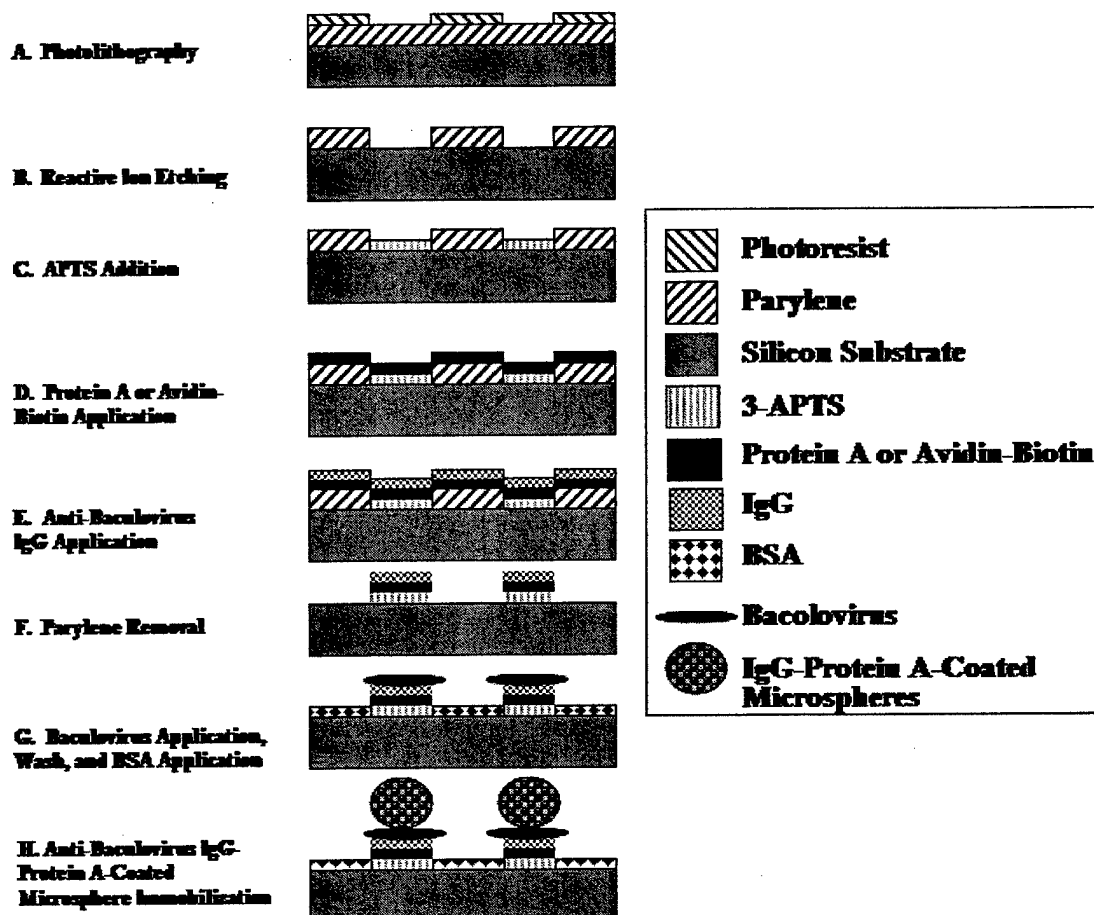 A. Photolithography
B. Reactive Ion Etching
C. APTS Addition
D. Protein A or Avidin-
Biotin Application
E. Anti-Baculovirus
IgG Application
F. Parylene Removal
G. Baculovirus Application,
Wash, and BSA Application
H. Anti-Baculovirus IgG-
Protein A-Coated
Microsphere Immobilization
Photoresist
Parylene
Silicon Substrate
3-APTS
Protein A or Avidin-Biotin
IgG
BSA
Bacolovirus
IgG-Protein A-Coated
Microspheres